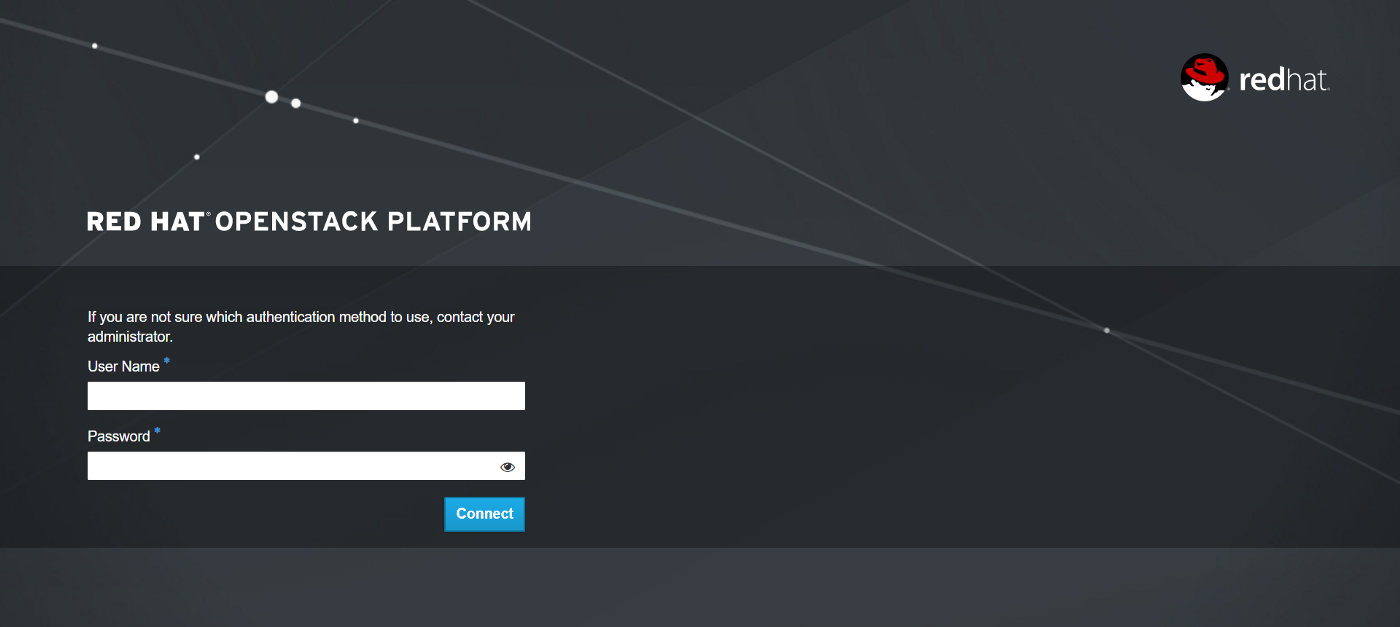 redhat.
RED HAT® OPENSTACK PLATFORM
If you are not sure which authentication method to use, contact your
administrator.
User Name *
Password *
Connect